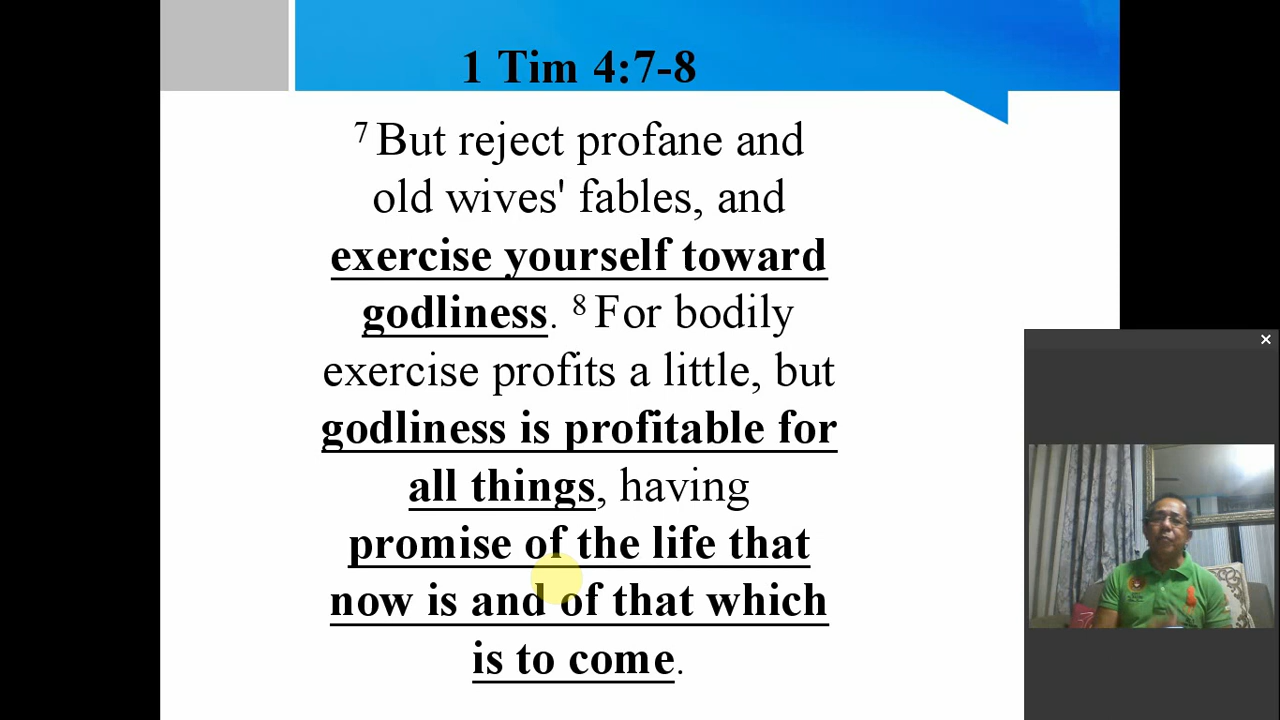 1 Tim 4:7-8
7 But reject profane and
old wives' fables, and
exercise yourself toward
godliness. 8 For bodily
exercise profits a little, but
godliness is profitable for
all things, having
promise of the life that
now is and of that which
is to come.